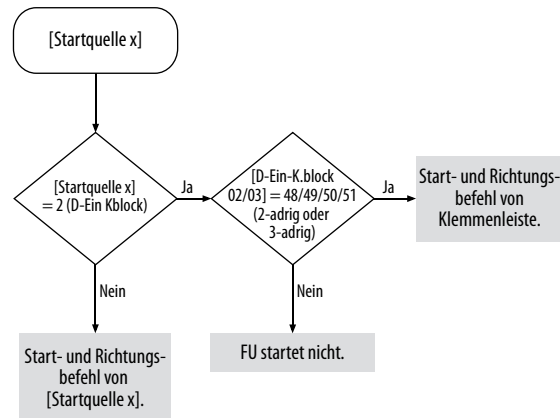 [Startquelle x]
[Startquelle x]
= 2 (D-Ein Kblock)
Ja
[D-Ein-K.block
02/03] = 48/49/50/51
(2-adrig oder
3-adrig)
Ja
Start- und Richtungs-
befehl von
Klemmenleiste.
Nein
Nein
Start- und Richtungs-
befehl von
[Startquelle x].
FU startet nicht.